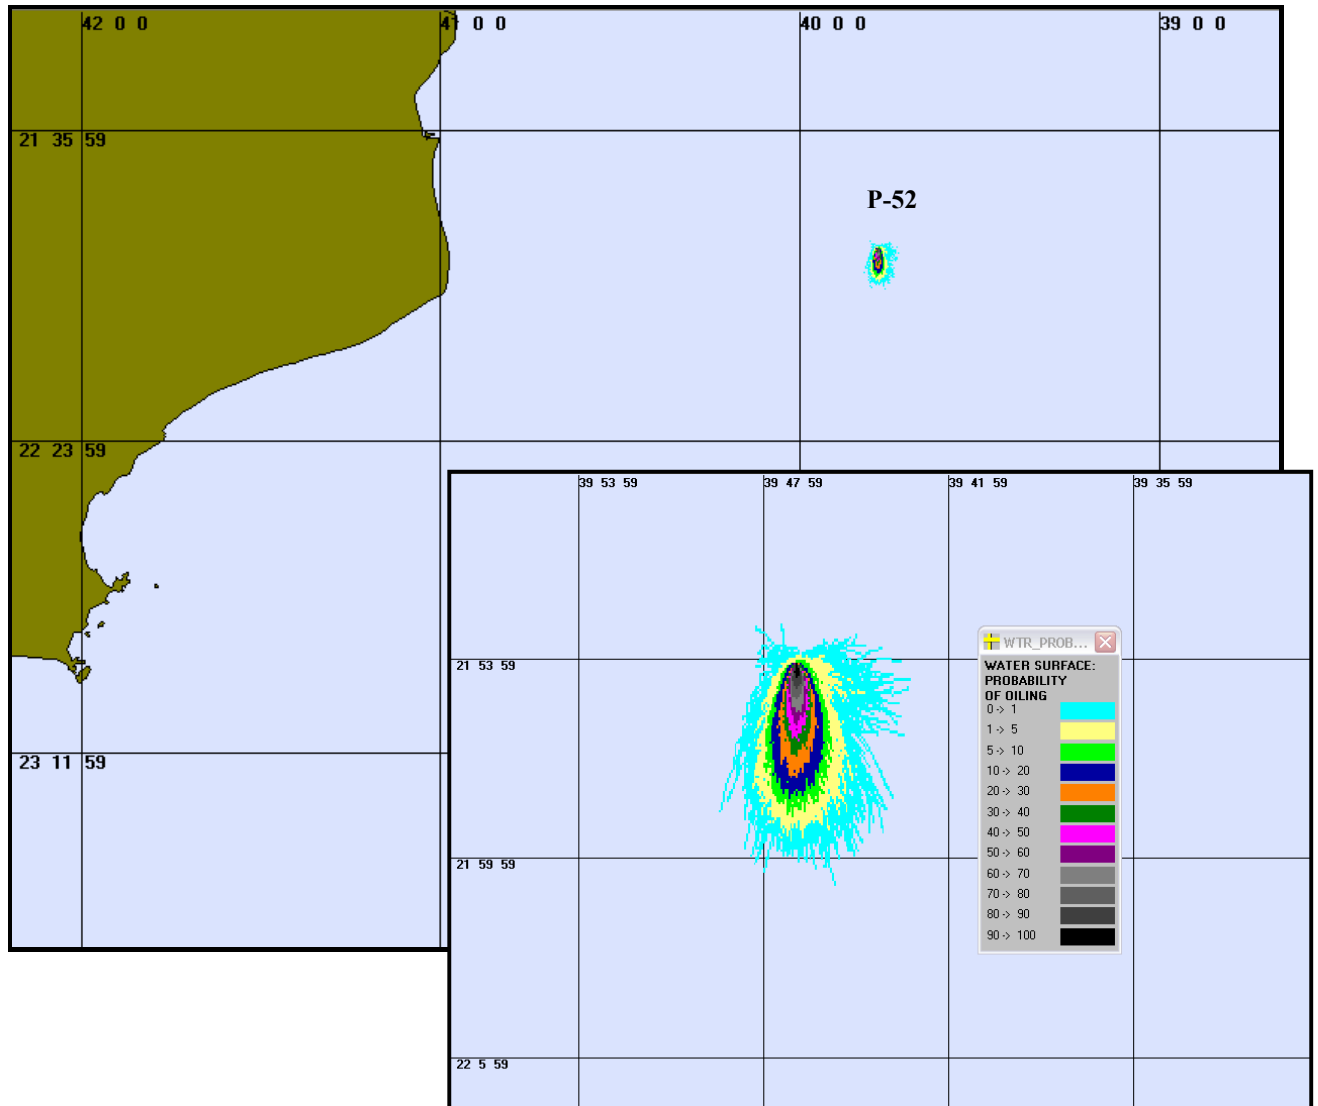 42 0 0
41 0 0
40 0 0
39 0 0
21 35 59
P-52
22 23 59
23 11 59
39 53 59
39 47 59
39 41 59
39 35 59
21 53 59
21 59 59
22 5 59
WTR_PROB...
WATER SURFACE:
PROBABILITY
OF OILING
0 -> 1
1 -> 5
5 -> 10
10 -> 20
20 -> 30
30 -> 40
40 -> 50
50 -> 60
60 -> 70
70 -> 80
80 -> 90
90 -> 100